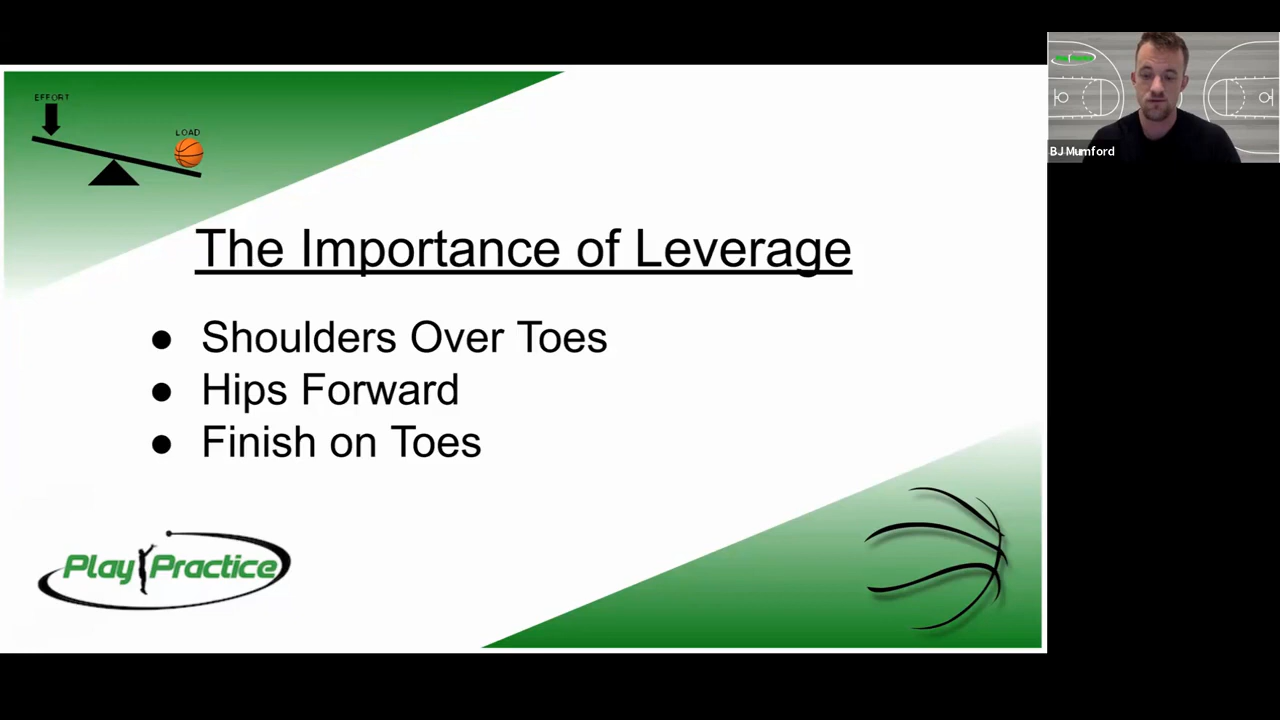 EFFORT
LOAD
The Importance of Leverage
● Shoulders Over Toes
● Hips Forward
● Finish on Toes
Play Practice
BJ Mumford